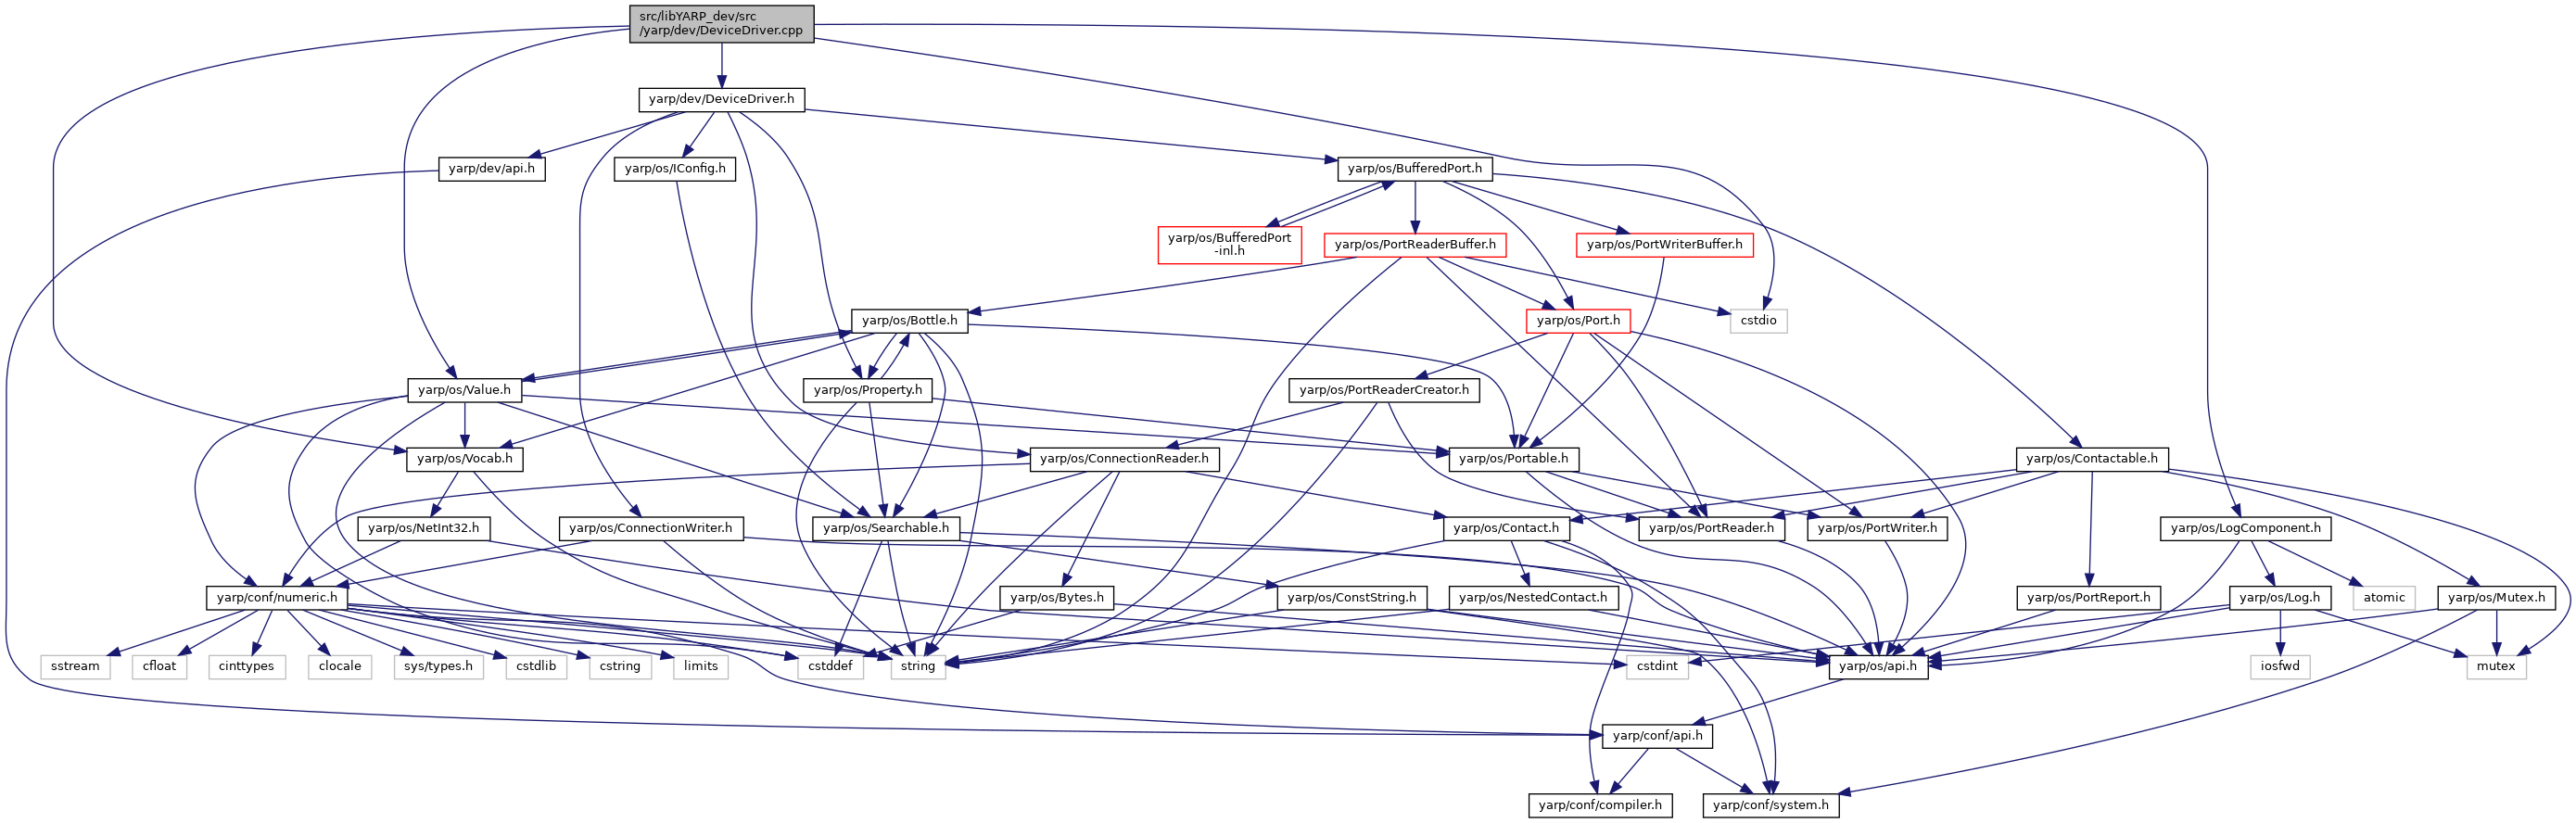 src/libYARP_dev/src
/yarp/dev/DeviceDriver.cpp
yarp/dev/DeviceDriver.h
yarp/dev/api.h
yarp/os/IConfig.h
yarp/os/BufferedPort.h
yarp/os/BufferedPort
-inl.h
yarp/os/PortReaderBuffer.h
yarp/os/PortWriterBuffer.h
yarp/os/Bottle.h
yarp/os/Port.h
cstdio
yarp/os/Value.h
yarp/os/Property.h
yarp/os/PortReaderCreator.h
yarp/os/Vocab.h
yarp/os/ConnectionReader.h
yarp/os/Portable.h
yarp/os/Contactable.h
yarp/os/NetInt32.h
yarp/os/ConnectionWriter.h
yarp/os/Searchable.h
yarp/os/Contact.h
yarp/os/PortReader.h
yarp/os/PortWriter.h
yarp/os/LogComponent.h
yarp/conf/numeric.h
yarp/os/Bytes.h
yarp/os/ConstString.h
yarp/os/NestedContact.h
yarp/os/PortReport.h
yarp/os/Log.h
atomic
yarp/os/Mutex.h
sstream
cfloat
cinttypes
clocale
sys/types.h
cstdlib
cstring
limits
cstddef
string
cstdint
yarp/os/api.h
iosfwd
mutex
yarp/conf/api.h
yarp/conf/compiler.h
yarp/conf/system.h